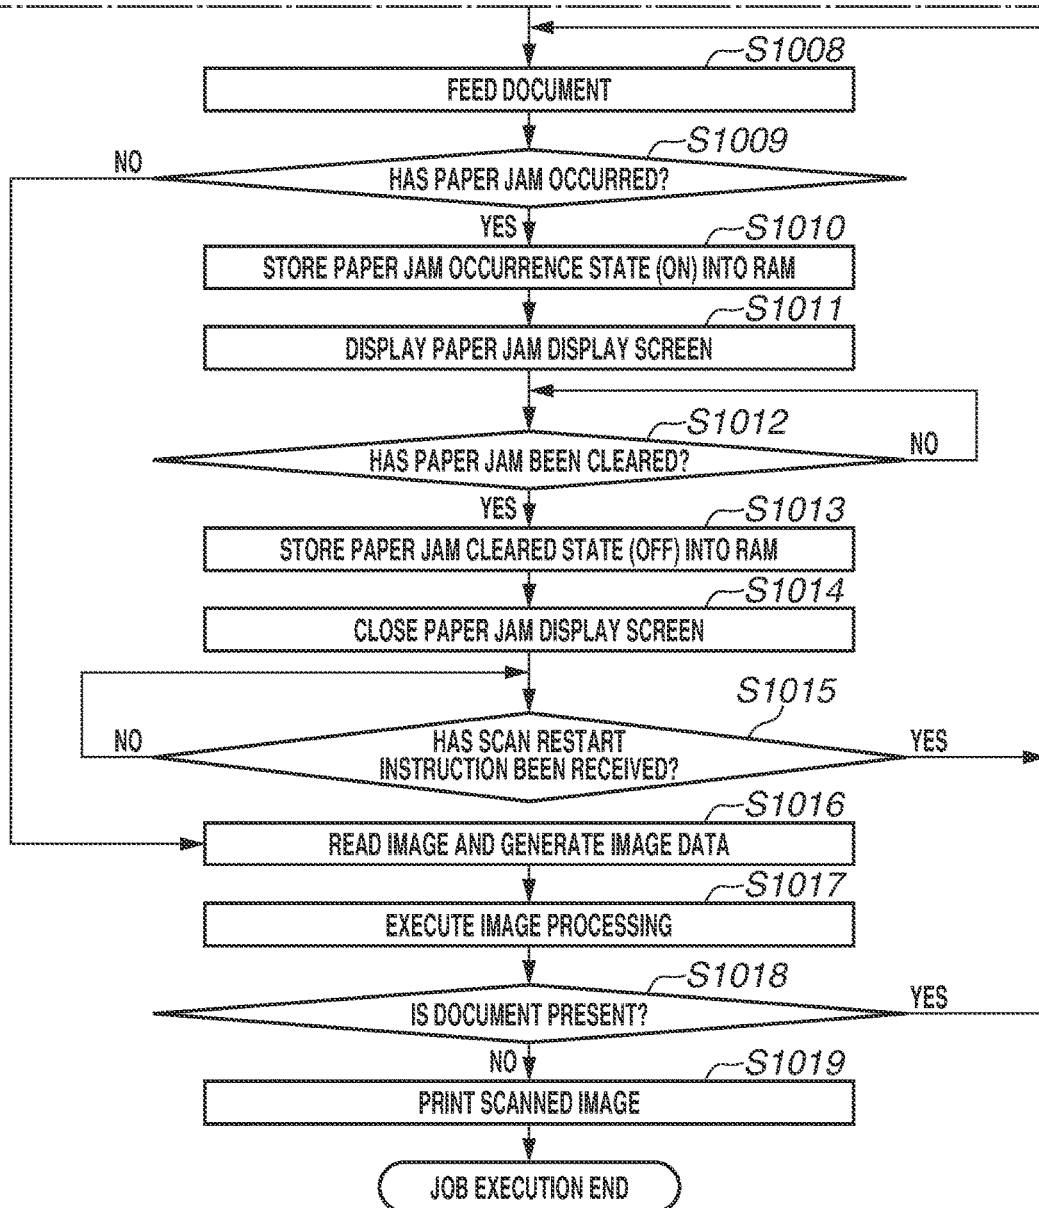 S1008
FEED DOCUMENT
S1009
NO
HAS PAPER JAM OCCURRED?
YES
S1010
STORE PAPER JAM OCCURRENCE STATE (ON) INTO RAM
S1011
DISPLAY PAPER JAM DISPLAY SCREEN
S1012
HAS PAPER JAM BEEN CLEARED?
NO
YES
S1013
STORE PAPER JAM CLEARED STATE (OFF) INTO RAM
S1014
CLOSE PAPER JAM DISPLAY SCREEN
S1015
NO
HAS SCAN RESTART
INSTRUCTION BEEN RECEIVED?
YES
S1016
READ IMAGE AND GENERATE IMAGE DATA
S1017
EXECUTE IMAGE PROCESSING
S1018
IS DOCUMENT PRESENT?
YES
NO
S1019
PRINT SCANNED IMAGE
JOB EXECUTION END